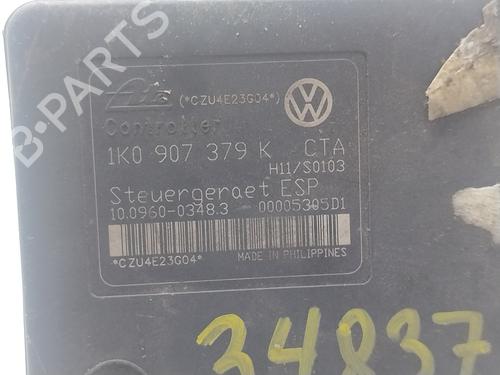 B-PARTS
ATE (*CZU4E23G04*)
Controller
1K0 907 379 K CTA
H11/S0103
Steuergeraet ESP
10.0960-0348.3 00005305D1
*CZU4E23G04* MADE IN PHILIPPINES
34837